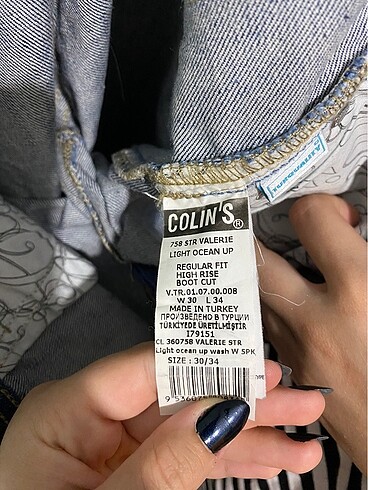 COLIN'S®
758 STR VALERIE
LIGHT OCEAN UP
REGULAR FIT
HIGH RISE
BOOT CUT
V.TR.01.07.00.008
W 30 L 34
MADE IN TURKEY
ПРОИЗВЕДЕНО В ТУРЦИИ
TÜRKİYEDE ÜRETİLMİŞTİR
I79151
CL 360758 VALERIE STR
Light ocean up wash W 5PK
SIZE : 30/34